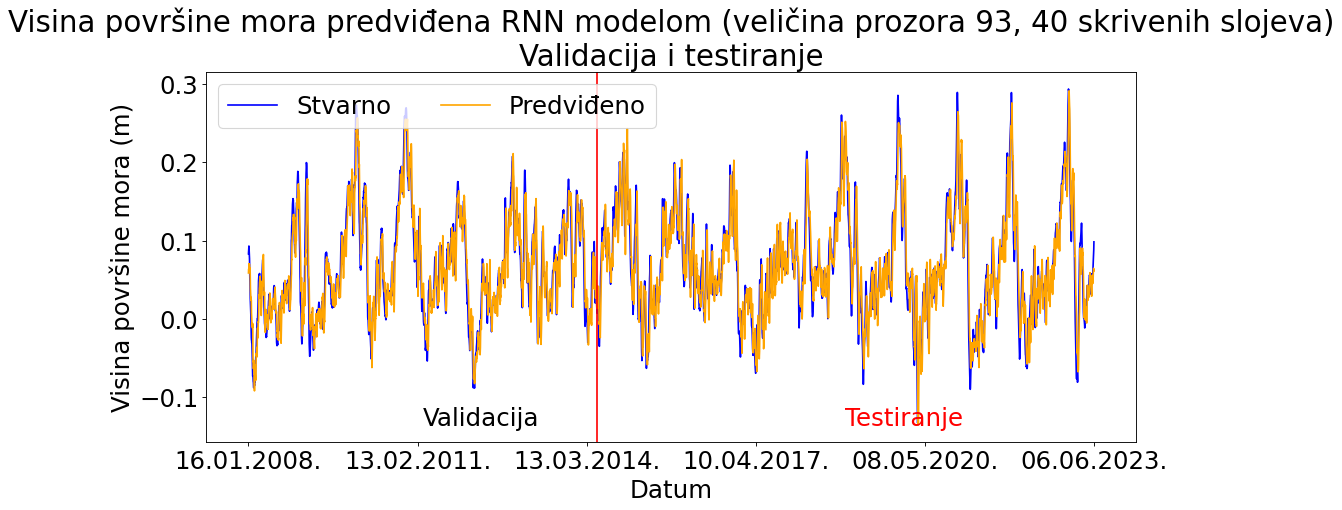 Visina površine mora predviđena RNN modelom (veličina prozora 93, 40 skrivenih slojeva)
Validacija i testiranje
Stvarno
Predviđeno
Visina površine mora (m)
0.3
0.2
0.1
0.0
−0.1
Validacija
Testiranje
16.01.2008.
13.02.2011.
13.03.2014.
10.04.2017.
08.05.2020.
06.06.2023.
Datum